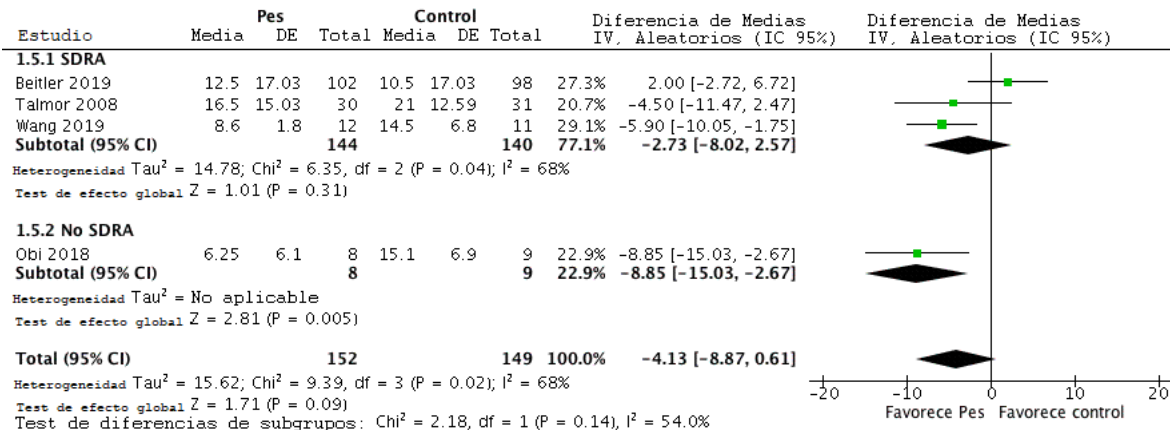 Pes Control Diferencia de Medias Diferencia de Medias
Estudio Media DE Total Media DE Total IV, Aleatorios (IC 95%) IV, Aleatorios (IC 95%)
1.5.1 SDRA
Beitler 2019 12.5 17.03 102 10.5 17.03 98 27.3% 2.00 [-2.72, 6.72]
Talmor 2008 16.5 15.03 30 21 12.59 31 20.7% -4.50 [-11.47, 2.47]
Wang 2019 8.6 1.8 12 14.5 6.8 11 29.1% -5.90 [-10.05, -1.75]
Subtotal (95% CI) 144 140 77.1% -2.73 [-8.02, 2.57]
Heterogeneidad Tau² = 14.78; Chi² = 6.35, df = 2 (P = 0.04); I² = 68%
Test de efecto global Z = 1.01 (P = 0.31)
1.5.2 No SDRA
Obi 2018 6.25 6.1 8 15.1 6.9 9 22.9% -8.85 [-15.03, -2.67]
Subtotal (95% CI) 8 9 22.9% -8.85 [-15.03, -2.67]
Heterogeneidad Tau² = No aplicable
Test de efecto global Z = 2.81 (P = 0.005)
Total (95% CI) 152 149 100.0% -4.13 [-8.87, 0.61]
Heterogeneidad Tau² = 15.62; Chi² = 9.39, df = 3 (P = 0.02); I² = 68%
Test de efecto global Z = 1.71 (P = 0.09)
Test de diferencias de subgrupos: Chi² = 2.18, df = 1 (P = 0.14), I² = 54.0%
-20 -10 0 10 20
Favorece Pes Favorece control